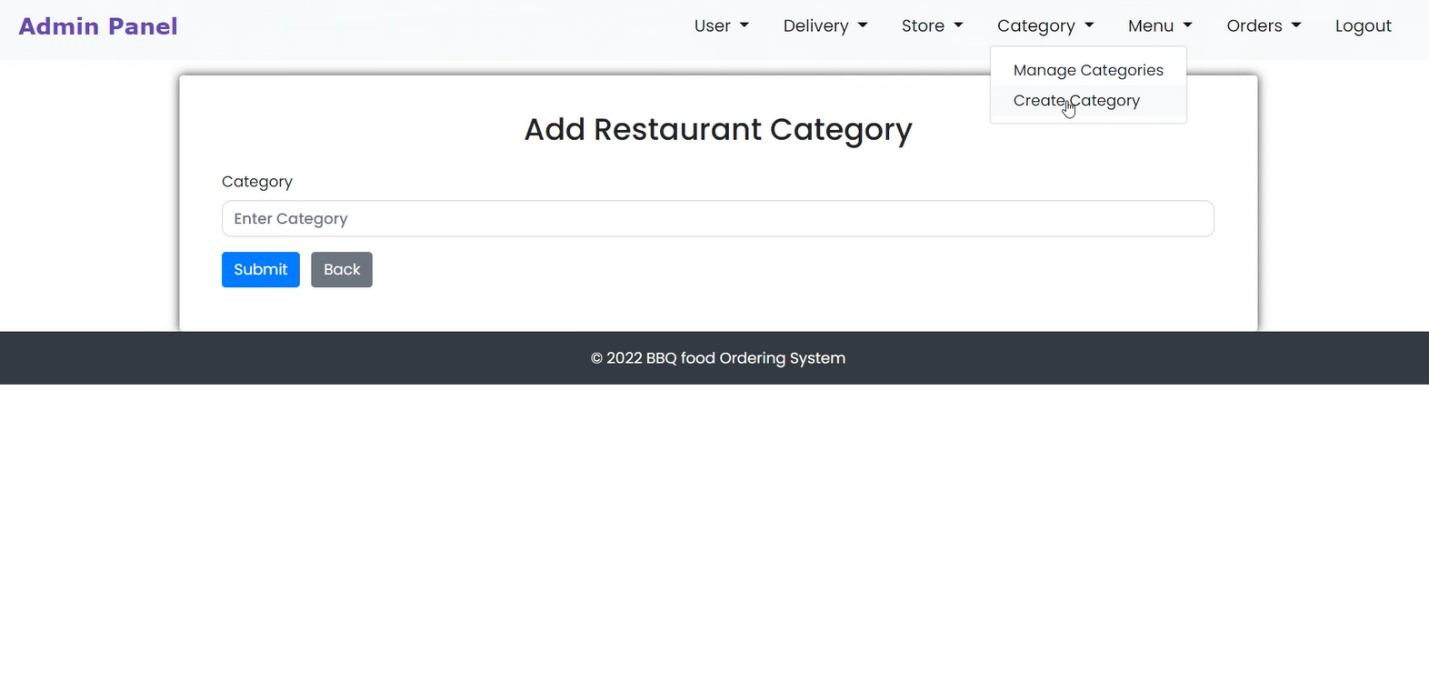 Admin Panel
User Delivery Store Category Menu Orders Logout
Manage Categories
Create Category
Add Restaurant Category
Category
Enter Category
Submit Back
© 2022 BBQ food Ordering System